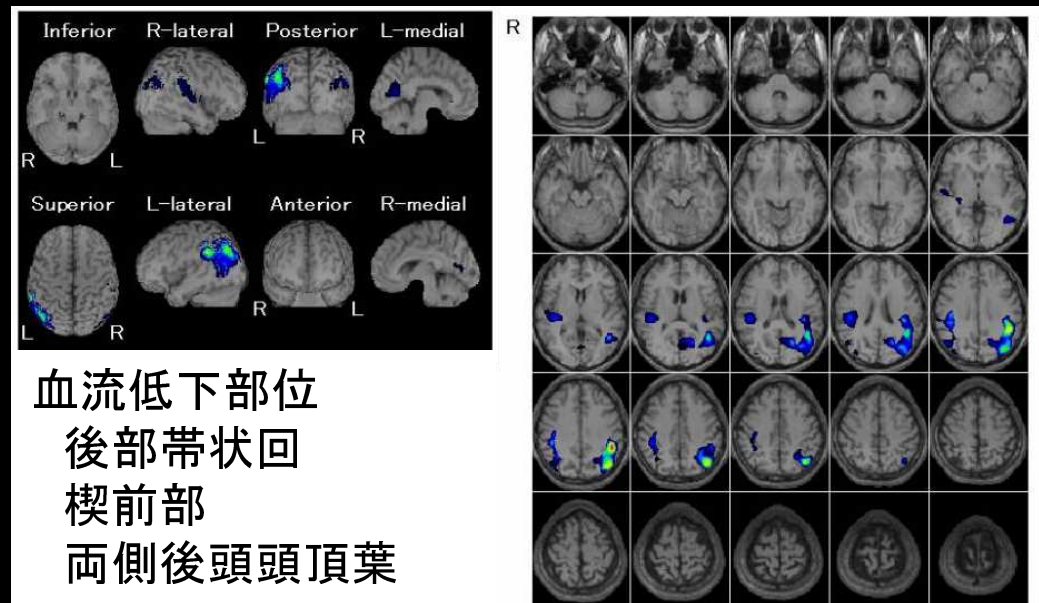 Inferior R-lateral Posterior L-medial
R L L R
Superior L-lateral Anterior R-medial
L R R L
血流低下部位
後部帯状回
楔前部
両側後頭頭頂葉
R